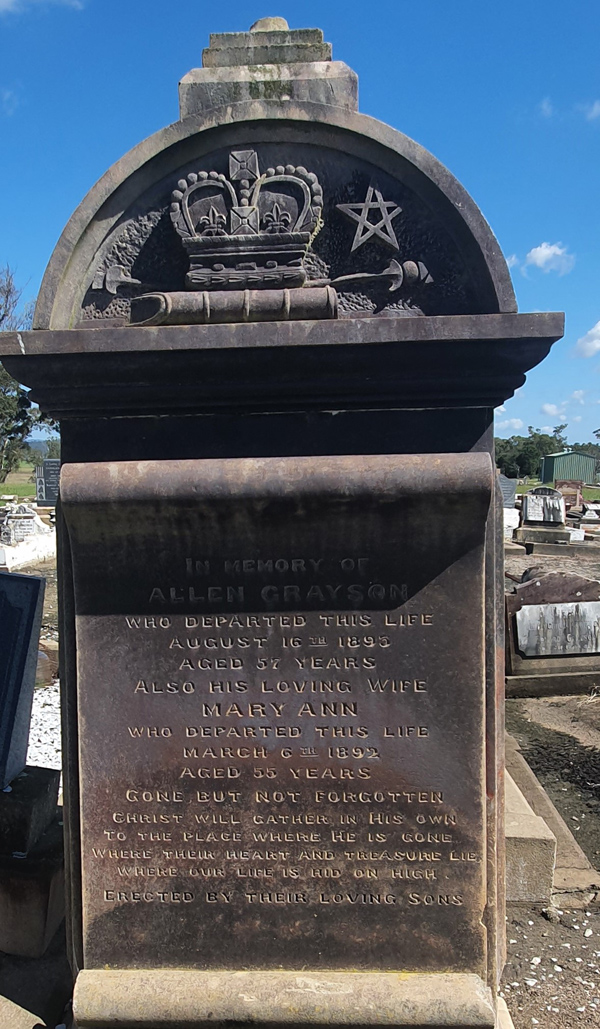 IN MEMORY OF
ALLEN GRAYSON
WHO DEPARTED THIS LIFE
AUGUST 16TH 1893
AGED 57 YEARS
ALSO HIS LOVING WIFE
MARY ANN
WHO DEPARTED THIS LIFE
MARCH 6TH 1892
AGED 55 YEARS
GONE BUT NOT FORGOTTEN
CHRIST WILL GATHER IN HIS OWN
TO THE PLACE WHERE HE IS GONE
WHERE THEIR HEART AND TREASURE LIE
WHERE OUR LIFE IS HID ON HIGH
ERECTED BY THEIR LOVING SONS